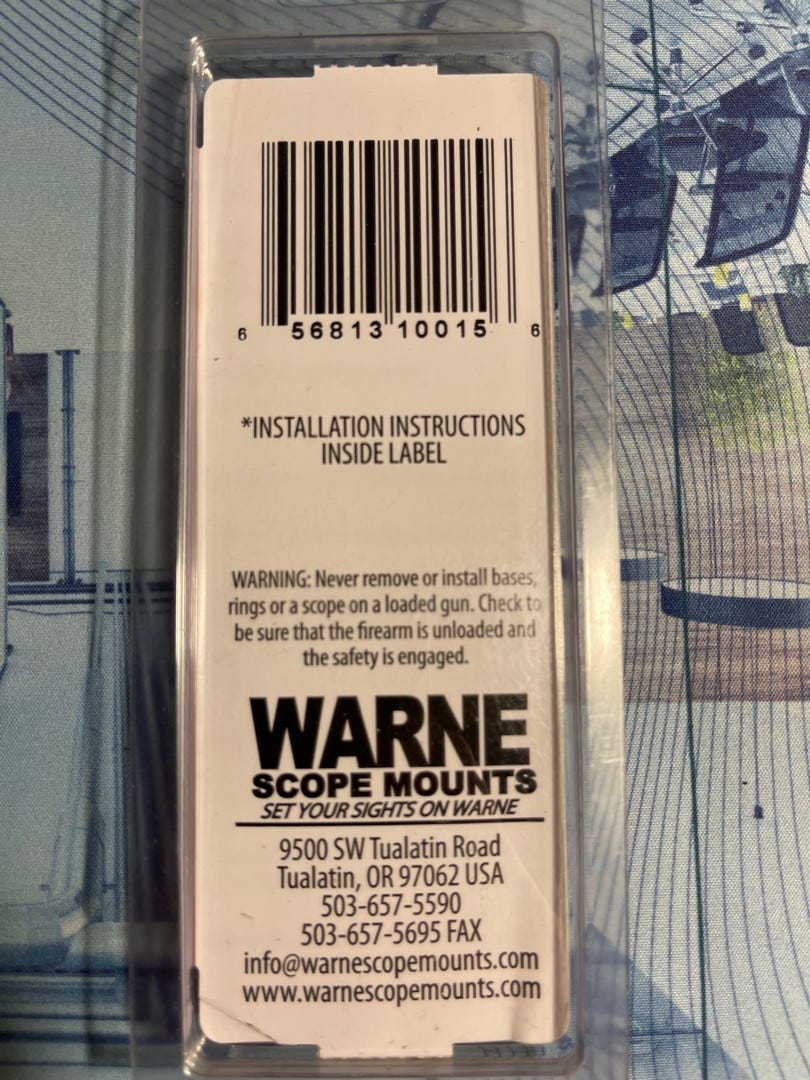 6 56813 10015 6
*INSTALLATION INSTRUCTIONS
INSIDE LABEL
WARNING: Never remove or install bases,
rings or a scope on a loaded gun. Check to
be sure that the firearm is unloaded and
the safety is engaged.
WARNE
SCOPE MOUNTS
SET YOUR SIGHTS ON WARNE
9500 SW Tualatin Road
Tualatin, OR 97062 USA
503-657-5590
503-657-5695 FAX
info@warnescopemounts.com
www.warnescopemounts.com